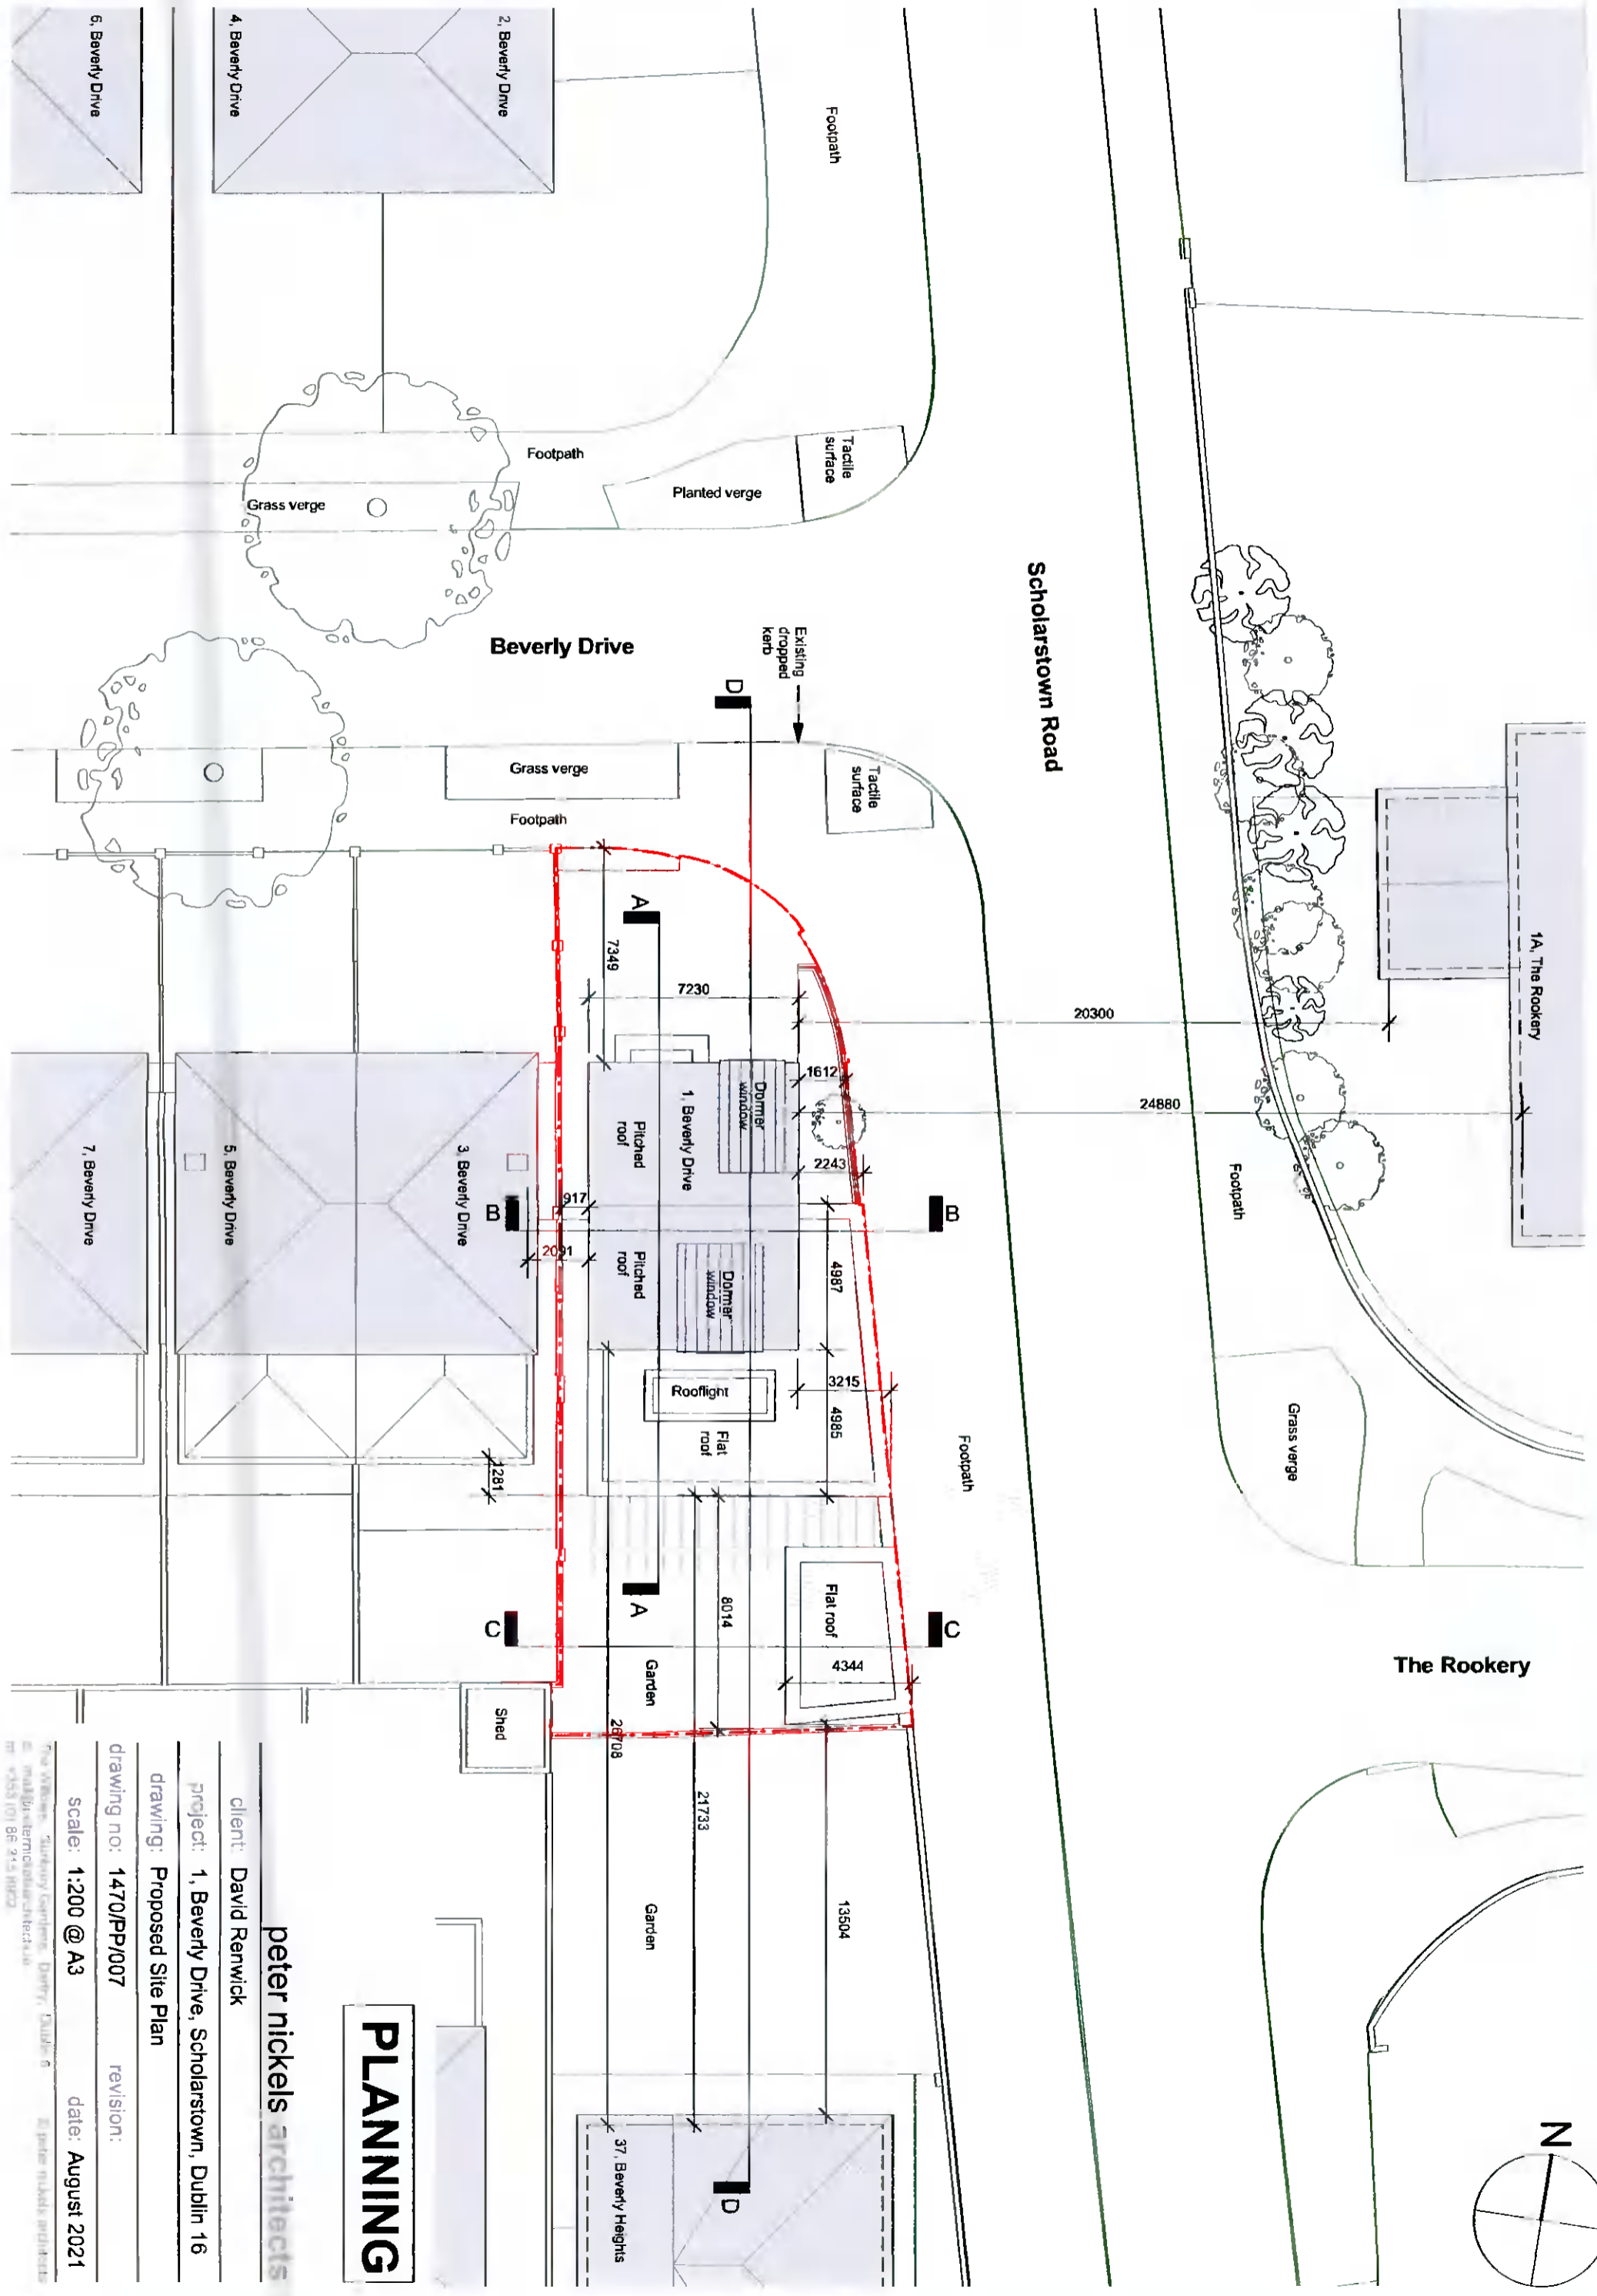 6, Beverly Drive
4, Beverly Drive
2, Beverly Drive
Footpath
Footpath
Grass verge
Planted verge
Tactile
surface
Beverly Drive
Existing
dropped
kerb
Scholarstown Road
D
Grass verge
Footpath
Tactile
surface
1A, The Rookery
A
7349
7230
20300
1612
24880
1, Beverly Drive
Dormer
window
Pitched
roof
2243
7, Beverly Drive
5, Beverly Drive
3, Beverly Drive
917
B
B
2091
Pitched
roof
Dormer
window
4987
Footpath
Rooflight
3215
4985
Flat
roof
1281
Footpath
Grass verge
A
8014
Flat roof
C
C
Garden
4344
The Rookery
Shed
26708
21733
13504
Garden
37, Beverly Heights
D
N
PLANNING
peter nickels architects
client: David Renwick
project: 1, Beverly Drive, Scholarstown, Dublin 16
drawing: Proposed Site Plan
drawing no: 1470/PP/007 revision:
scale: 1:200 @ A3 date: August 2021